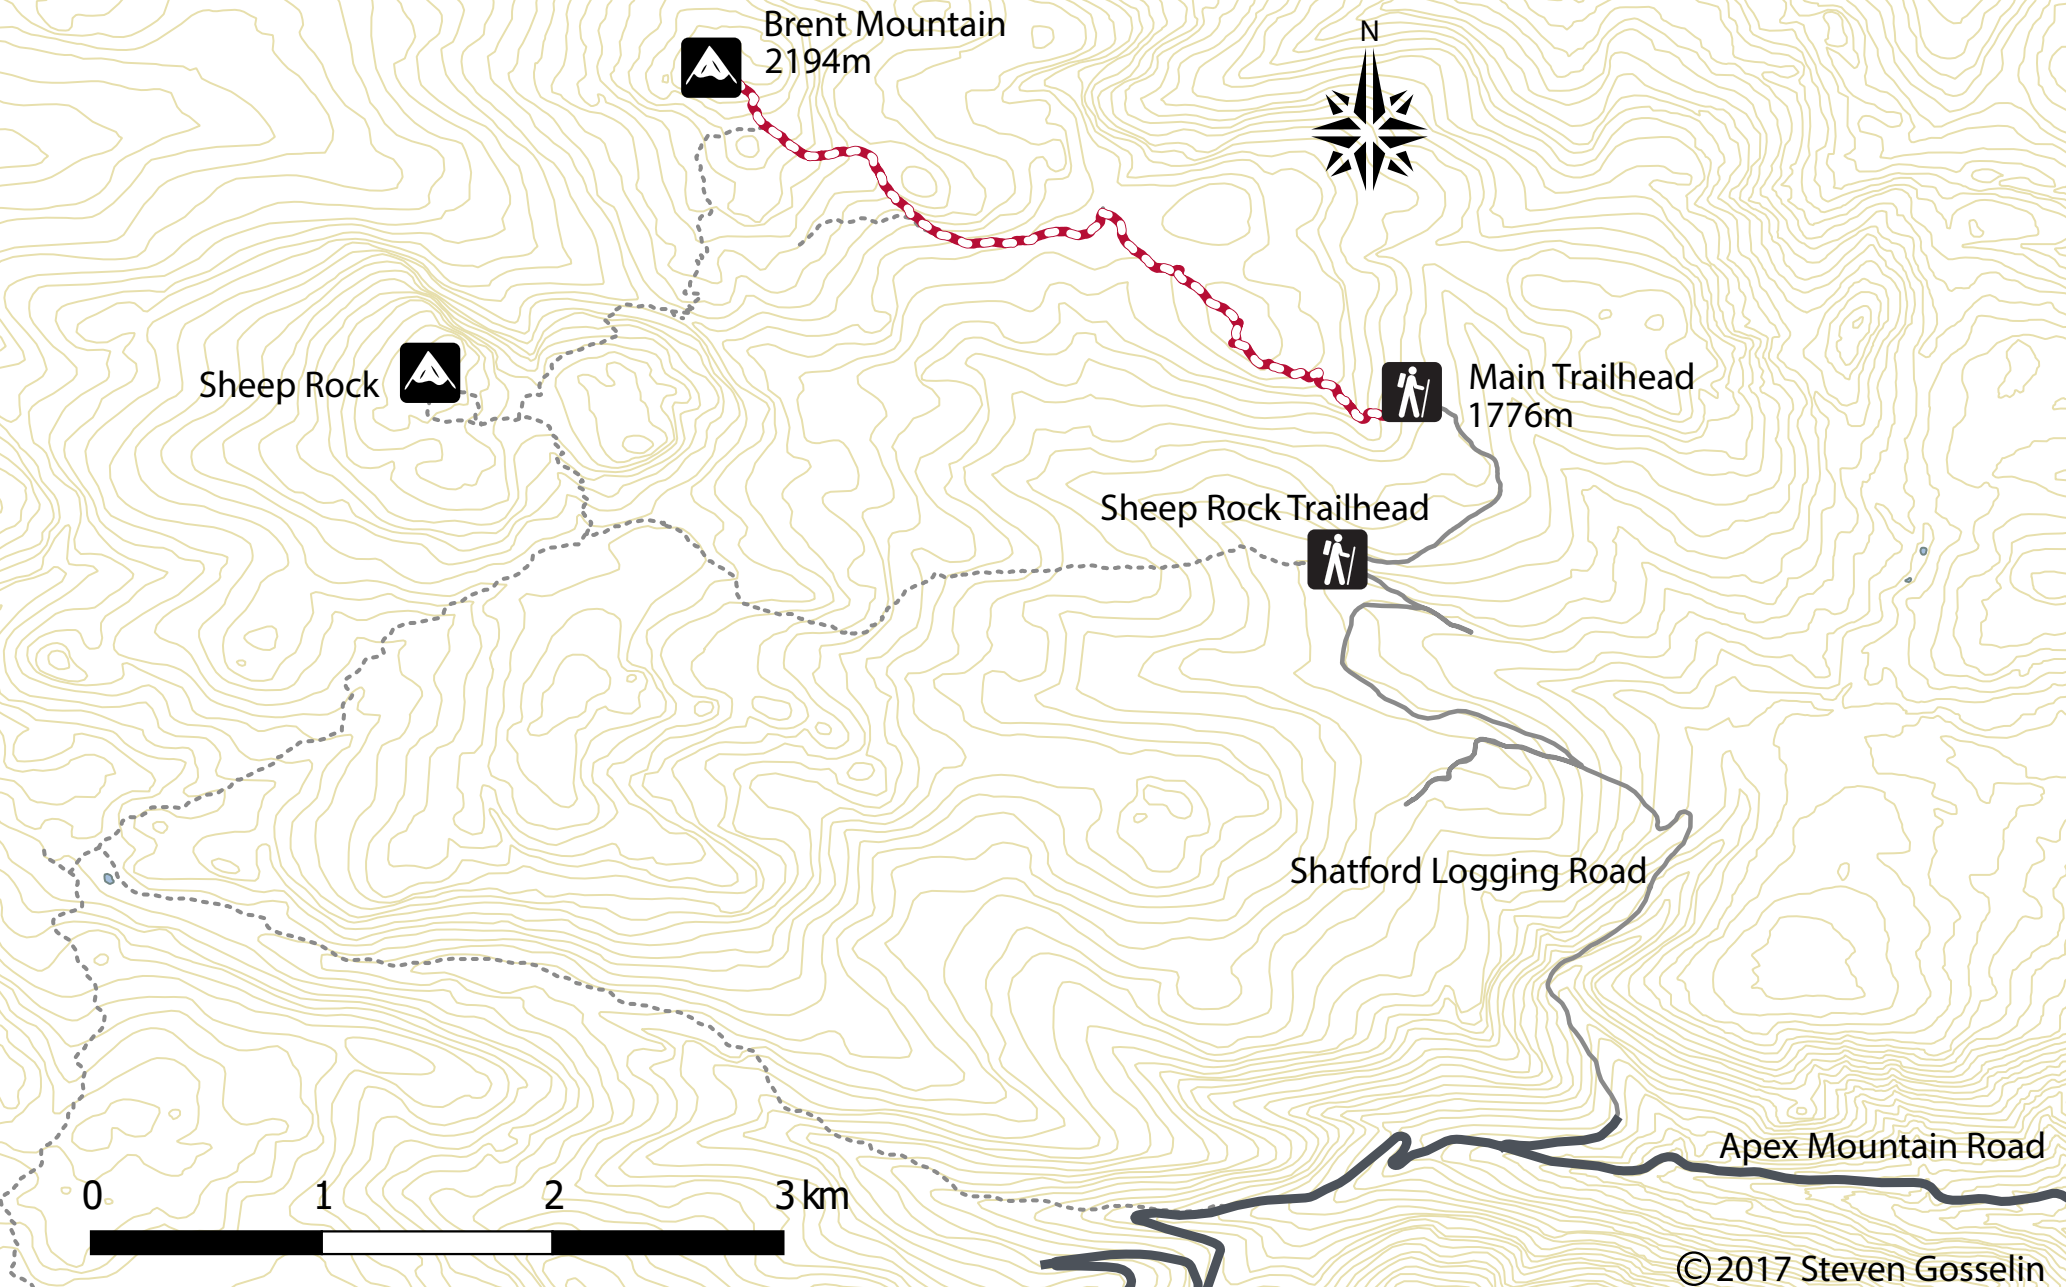 Brent Mountain
2194m
N
Sheep Rock
Main Trailhead
1776m
Sheep Rock Trailhead
Shatford Logging Road
Apex Mountain Road
0 1 2 3 km
©2017 Steven Gosselin